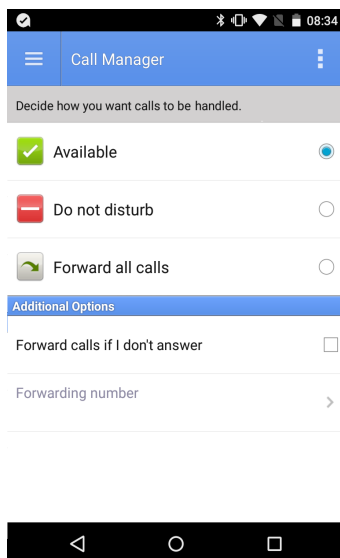 08:34
Call Manager
Decide how you want calls to be handled.
Available
Do not disturb
Forward all calls
Additional Options
Forward calls if I don't answer
Forwarding number